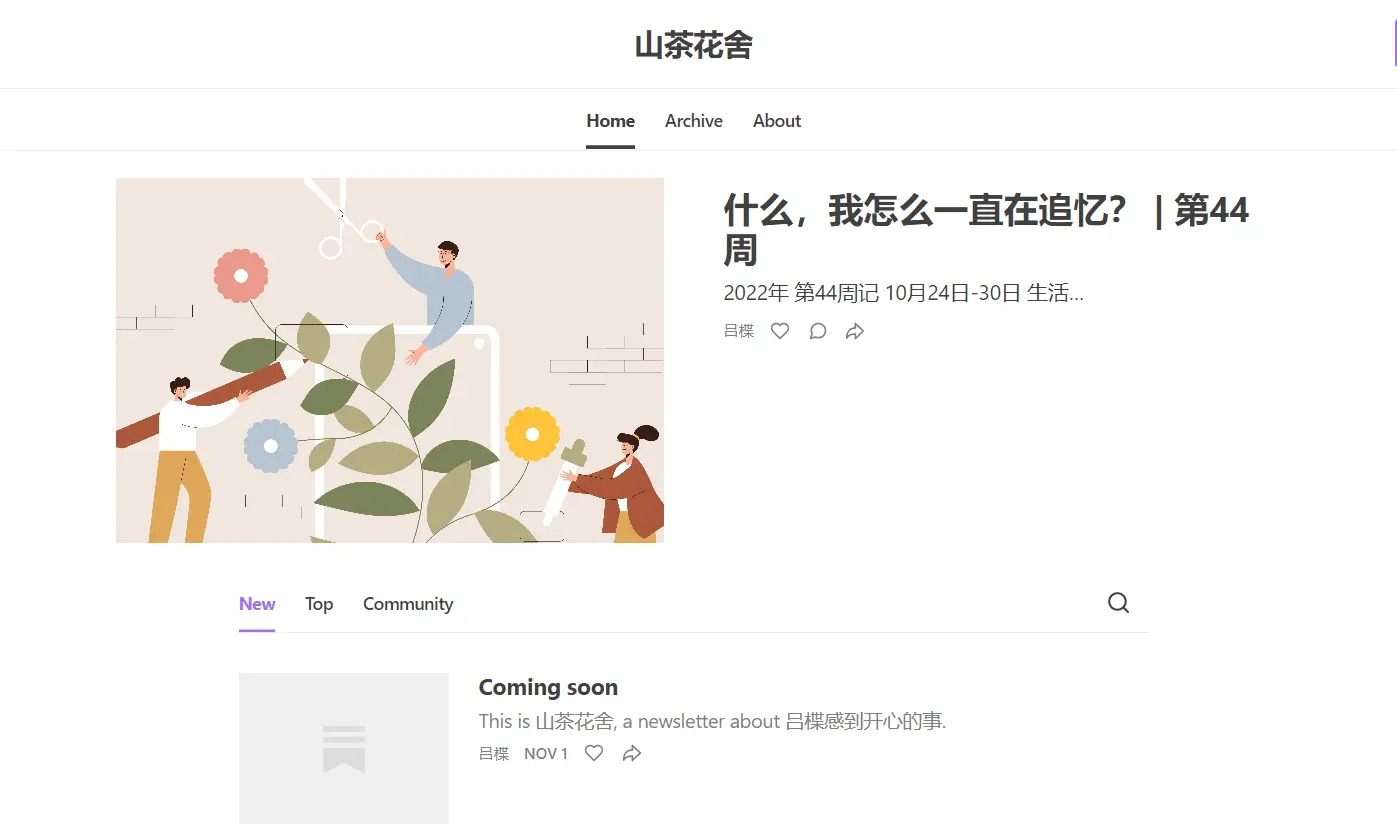 山茶花舍
Home Archive About
什么，我怎么一直在追忆？ | 第44
周
2022年 第44周记 10月24日-30日 生活...
吕楪
New Top Community
Coming soon
This is 山茶花舍, a newsletter about 吕楪感到开心的事.
吕楪 NOV 1